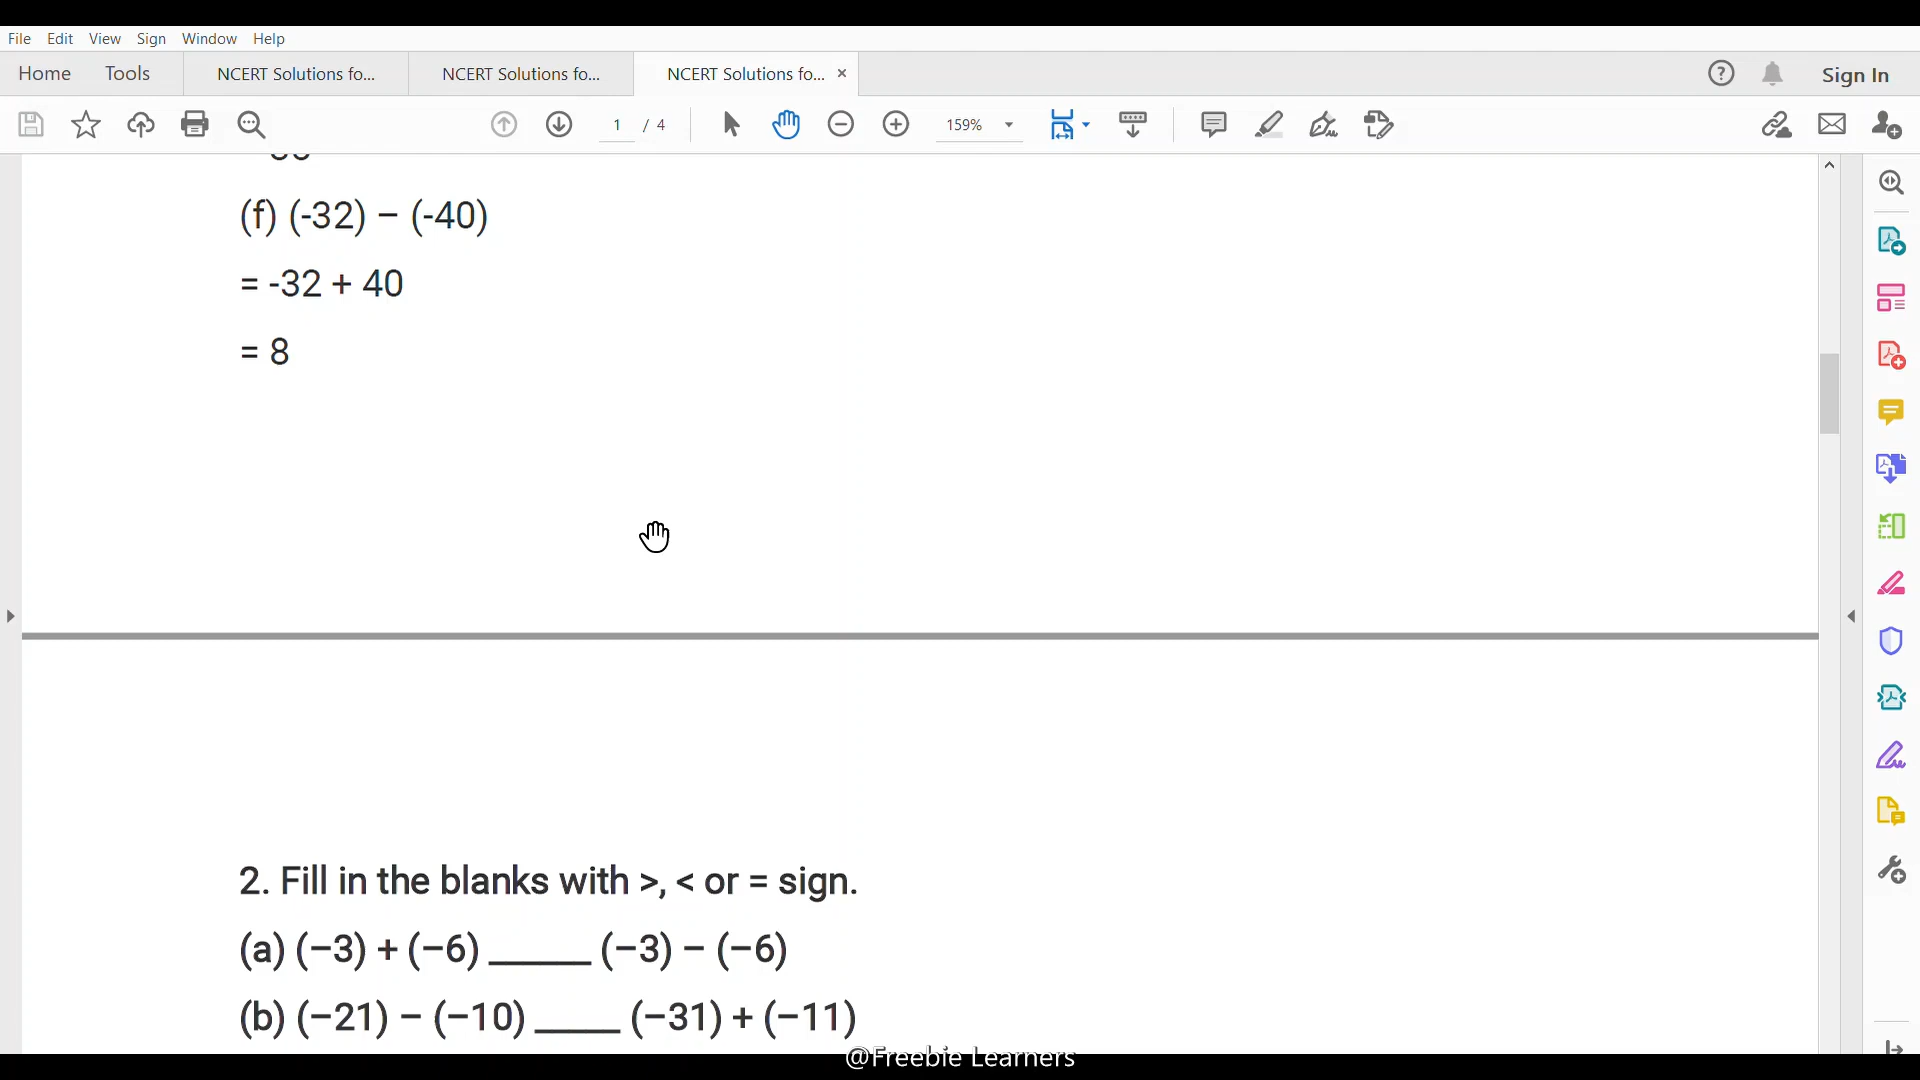 File Edit View Sign Window Help
Home Tools NCERT Solutions fo... NCERT Solutions fo... NCERT Solutions fo... × Sign In
1 / 4 159%
(f) (-32) – (-40)
= -32 + 40
= 8
2. Fill in the blanks with >, < or = sign.
(a) (–3) + (–6) ______ (–3) – (–6)
(b) (–21) – (–10) _____ (–31) + (–11)
@Freebie Learners